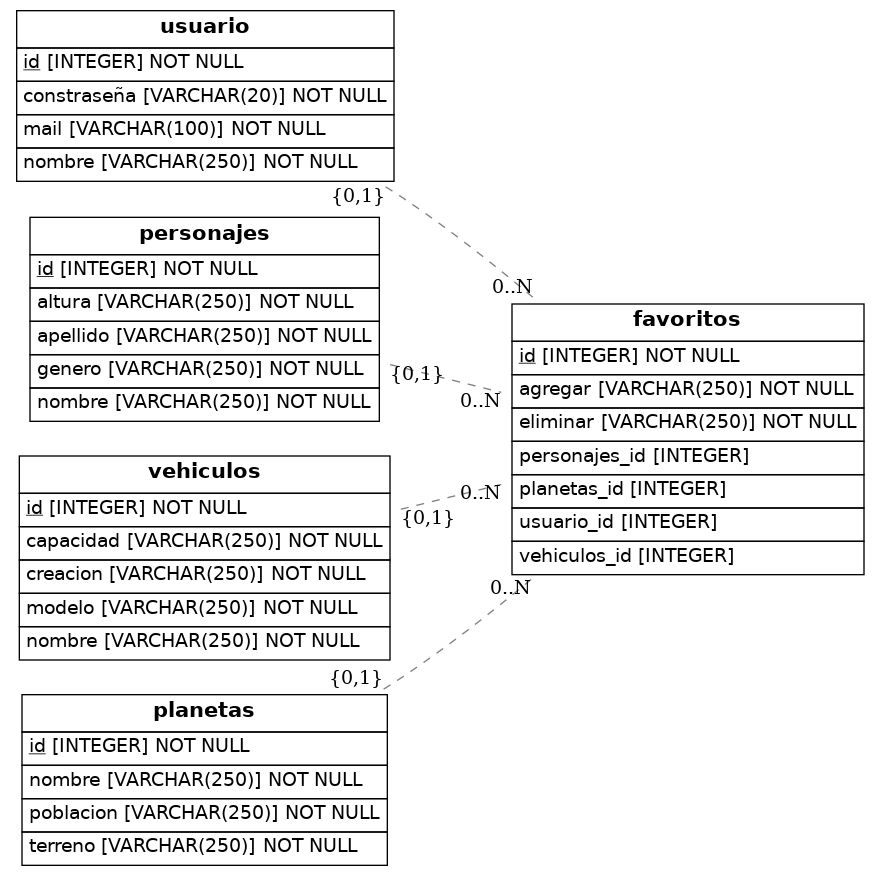 usuario
id [INTEGER] NOT NULL
constraseña [VARCHAR(20)] NOT NULL
mail [VARCHAR(100)] NOT NULL
nombre [VARCHAR(250)] NOT NULL
{0,1}
0..N
personajes
id [INTEGER] NOT NULL
altura [VARCHAR(250)] NOT NULL
apellido [VARCHAR(250)] NOT NULL
genero [VARCHAR(250)] NOT NULL
nombre [VARCHAR(250)] NOT NULL
{0,1}
0..N
favoritos
id [INTEGER] NOT NULL
agregar [VARCHAR(250)] NOT NULL
eliminar [VARCHAR(250)] NOT NULL
personajes_id [INTEGER]
planetas_id [INTEGER]
usuario_id [INTEGER]
vehiculos_id [INTEGER]
vehiculos
id [INTEGER] NOT NULL
capacidad [VARCHAR(250)] NOT NULL
creacion [VARCHAR(250)] NOT NULL
modelo [VARCHAR(250)] NOT NULL
nombre [VARCHAR(250)] NOT NULL
0..N
{0,1}
0..N
{0,1}
planetas
id [INTEGER] NOT NULL
nombre [VARCHAR(250)] NOT NULL
poblacion [VARCHAR(250)] NOT NULL
terreno [VARCHAR(250)] NOT NULL